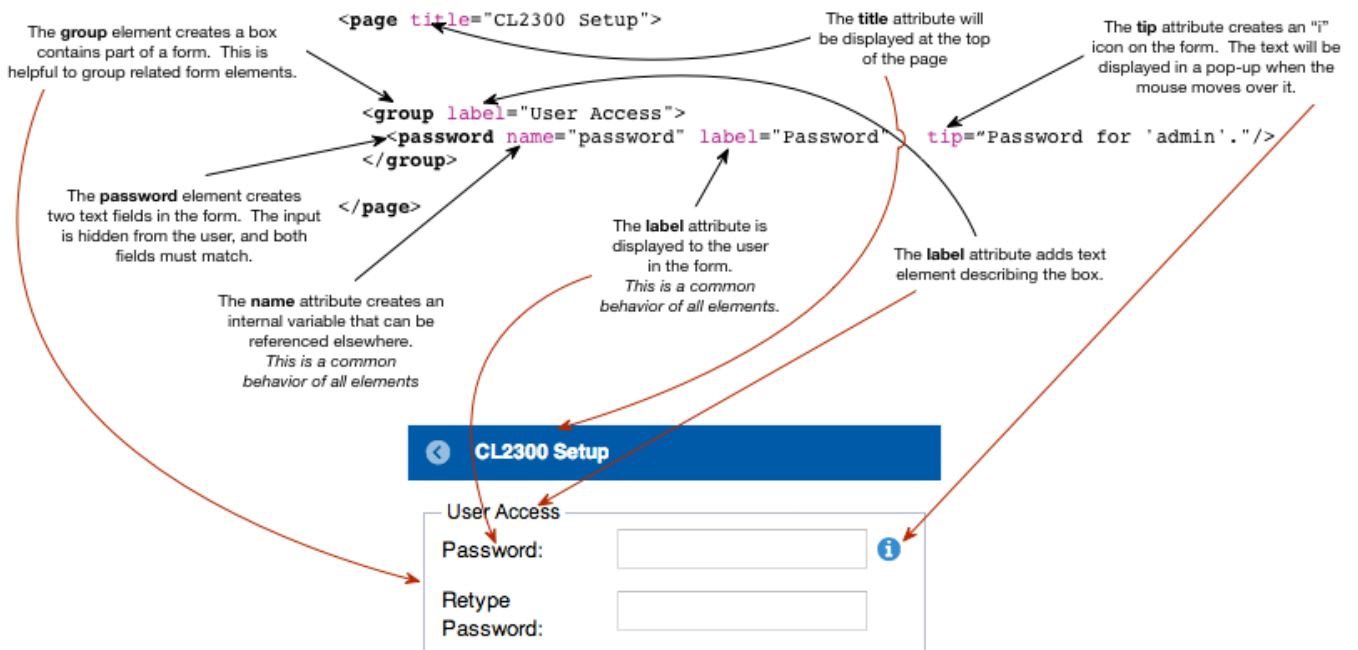 The group element creates a box
contains part of a form. This is
helpful to group related form elements.
<page title="CL2300 Setup">
The title attribute will
be displayed at the top
of the page
The tip attribute creates an “i”
icon on the form. The text will be
displayed in a pop-up when the
mouse moves over it.
<group label="User Access">
<password name="password" label="Password" tip=“Password for 'admin'."/>
</group>
</page>
The password element creates
two text fields in the form. The input
is hidden from the user, and both
fields must match.
The name attribute creates an
internal variable that can be
referenced elsewhere.
This is a common
behavior of all elements
The label attribute is
displayed to the user
in the form.
This is a common
behavior of all elements.
The label attribute adds text
element describing the box.
CL2300 Setup
User Access
Password:
i
Retype
Password: